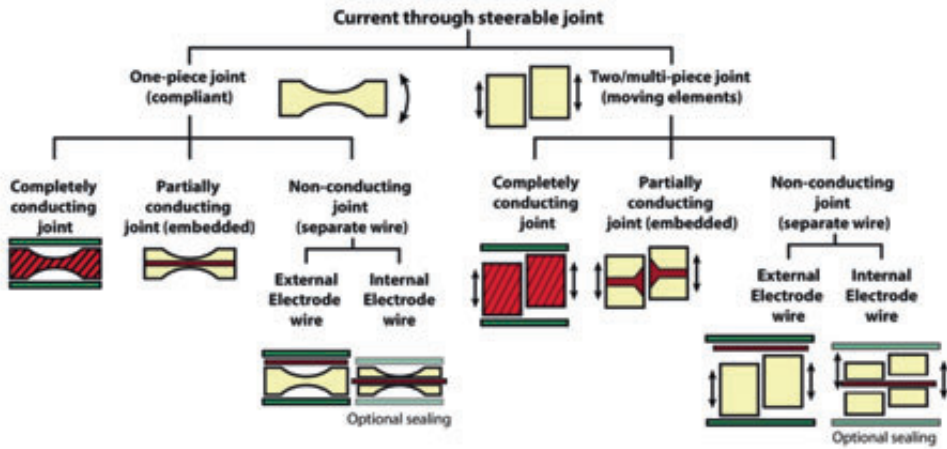 Current through steerable joint
One-piece joint
(compliant)
Two/multi-piece joint
(moving elements)
Completely
conducting
joint
Partially
conducting
joint (embedded)
Non-conducting
joint
(separate wire)
External
Electrode
wire
Internal
Electrode
wire
Optional sealing
Completely
conducting
joint
Partially
conducting
joint (embedded)
Non-conducting
joint
(separate wire)
External
Electrode
wire
Internal
Electrode
wire
Optional sealing